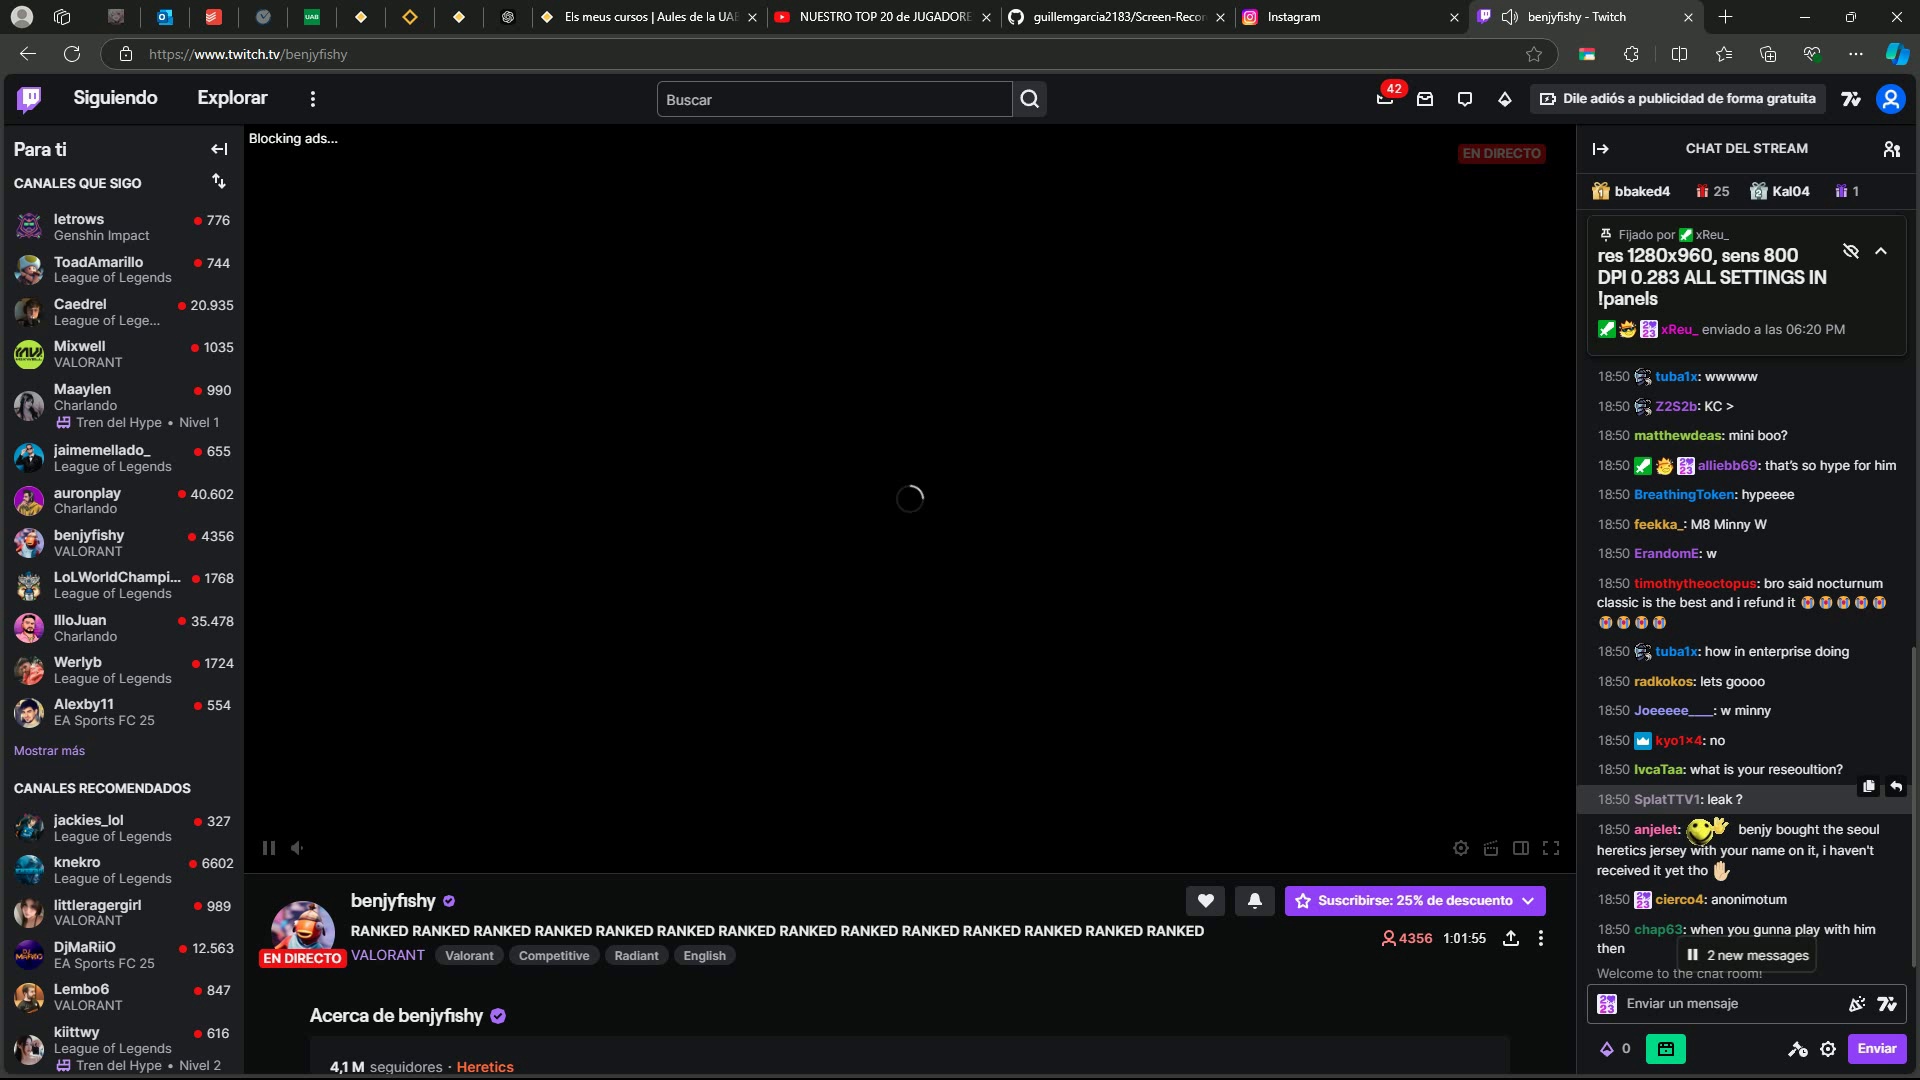 Els meus cursos | Aules de la UAB
NUESTRO TOP 20 de JUGADORE
guillemgarcia2183/Screen-Recor
Instagram
benjyfishy - Twitch
https://www.twitch.tv/benjyfishy
Siguiendo
Explorar
Buscar
42
Dile adiós a publicidad de forma gratuita
Para ti
CANALES QUE SIGO
letrows
776
Genshin Impact
ToadAmarillo
744
League of Legends
Caedrel
20.935
League of Lege...
Mixwell
1035
VALORANT
Maaylen
990
Charlando
Tren del Hype • Nivel 1
jaimemellado_
655
League of Legends
auronplay
40.602
Charlando
benjyfishy
4356
VALORANT
LoLWorldChampi...
1768
League of Legends
IlloJuan
35.478
Charlando
Werlyb
1724
League of Legends
Alexby11
554
EA Sports FC 25
Mostrar más
CANALES RECOMENDADOS
jackies_lol
327
League of Legends
knekro
6602
League of Legends
littleragergirl
989
VALORANT
DjMaRiiO
12.563
EA Sports FC 25
Lembo6
847
VALORANT
kiittwy
616
League of Legends
Tren del Hype • Nivel 2
Blocking ads...
EN DIRECTO
benjyfishy
RANKED RANKED RANKED RANKED RANKED RANKED RANKED RANKED RANKED RANKED RANKED RANKED RANKED RANKED
EN DIRECTO
VALORANT
Valorant
Competitive
Radiant
English
Suscribirse: 25% de descuento
4356
1:01:55
Acerca de benjyfishy
4,1 M seguidores · Heretics
CHAT DEL STREAM
bbaked4
25
Kal04
1
Fijado por xReu_
res 1280x960, sens 800
DPI 0.283 ALL SETTINGS IN
!panels
xReu_ enviado a las 06:20 PM
18:50 tuba1x: wwwww
18:50 Z2S2b: KC >
18:50 matthewdeas: mini boo?
18:50 alliebb69: that's so hype for him
18:50 BreathingToken: hypeeee
18:50 feekka_: M8 Minny W
18:50 ErandomE: w
18:50 timothytheoctopus: bro said nocturnum
classic is the best and i refund it 😭😭😭😭😭
😭😭😭😭
18:50 tuba1x: how in enterprise doing
18:50 radkokos: lets goooo
18:50 Joeeeee____: w minny
18:50 kyo1x4: no
18:50 IvcaTaa: what is your reseoultion?
18:50 SplatTTV1: leak ?
18:50 anjelet: benjy bought the seoul
heretics jersey with your name on it, i haven't
received it yet tho ✋
18:50 cierco4: anonimotum
18:50 chap63: when you gunna play with him
then
2 new messages
Welcome to the chat room!
Enviar un mensaje
0
Enviar